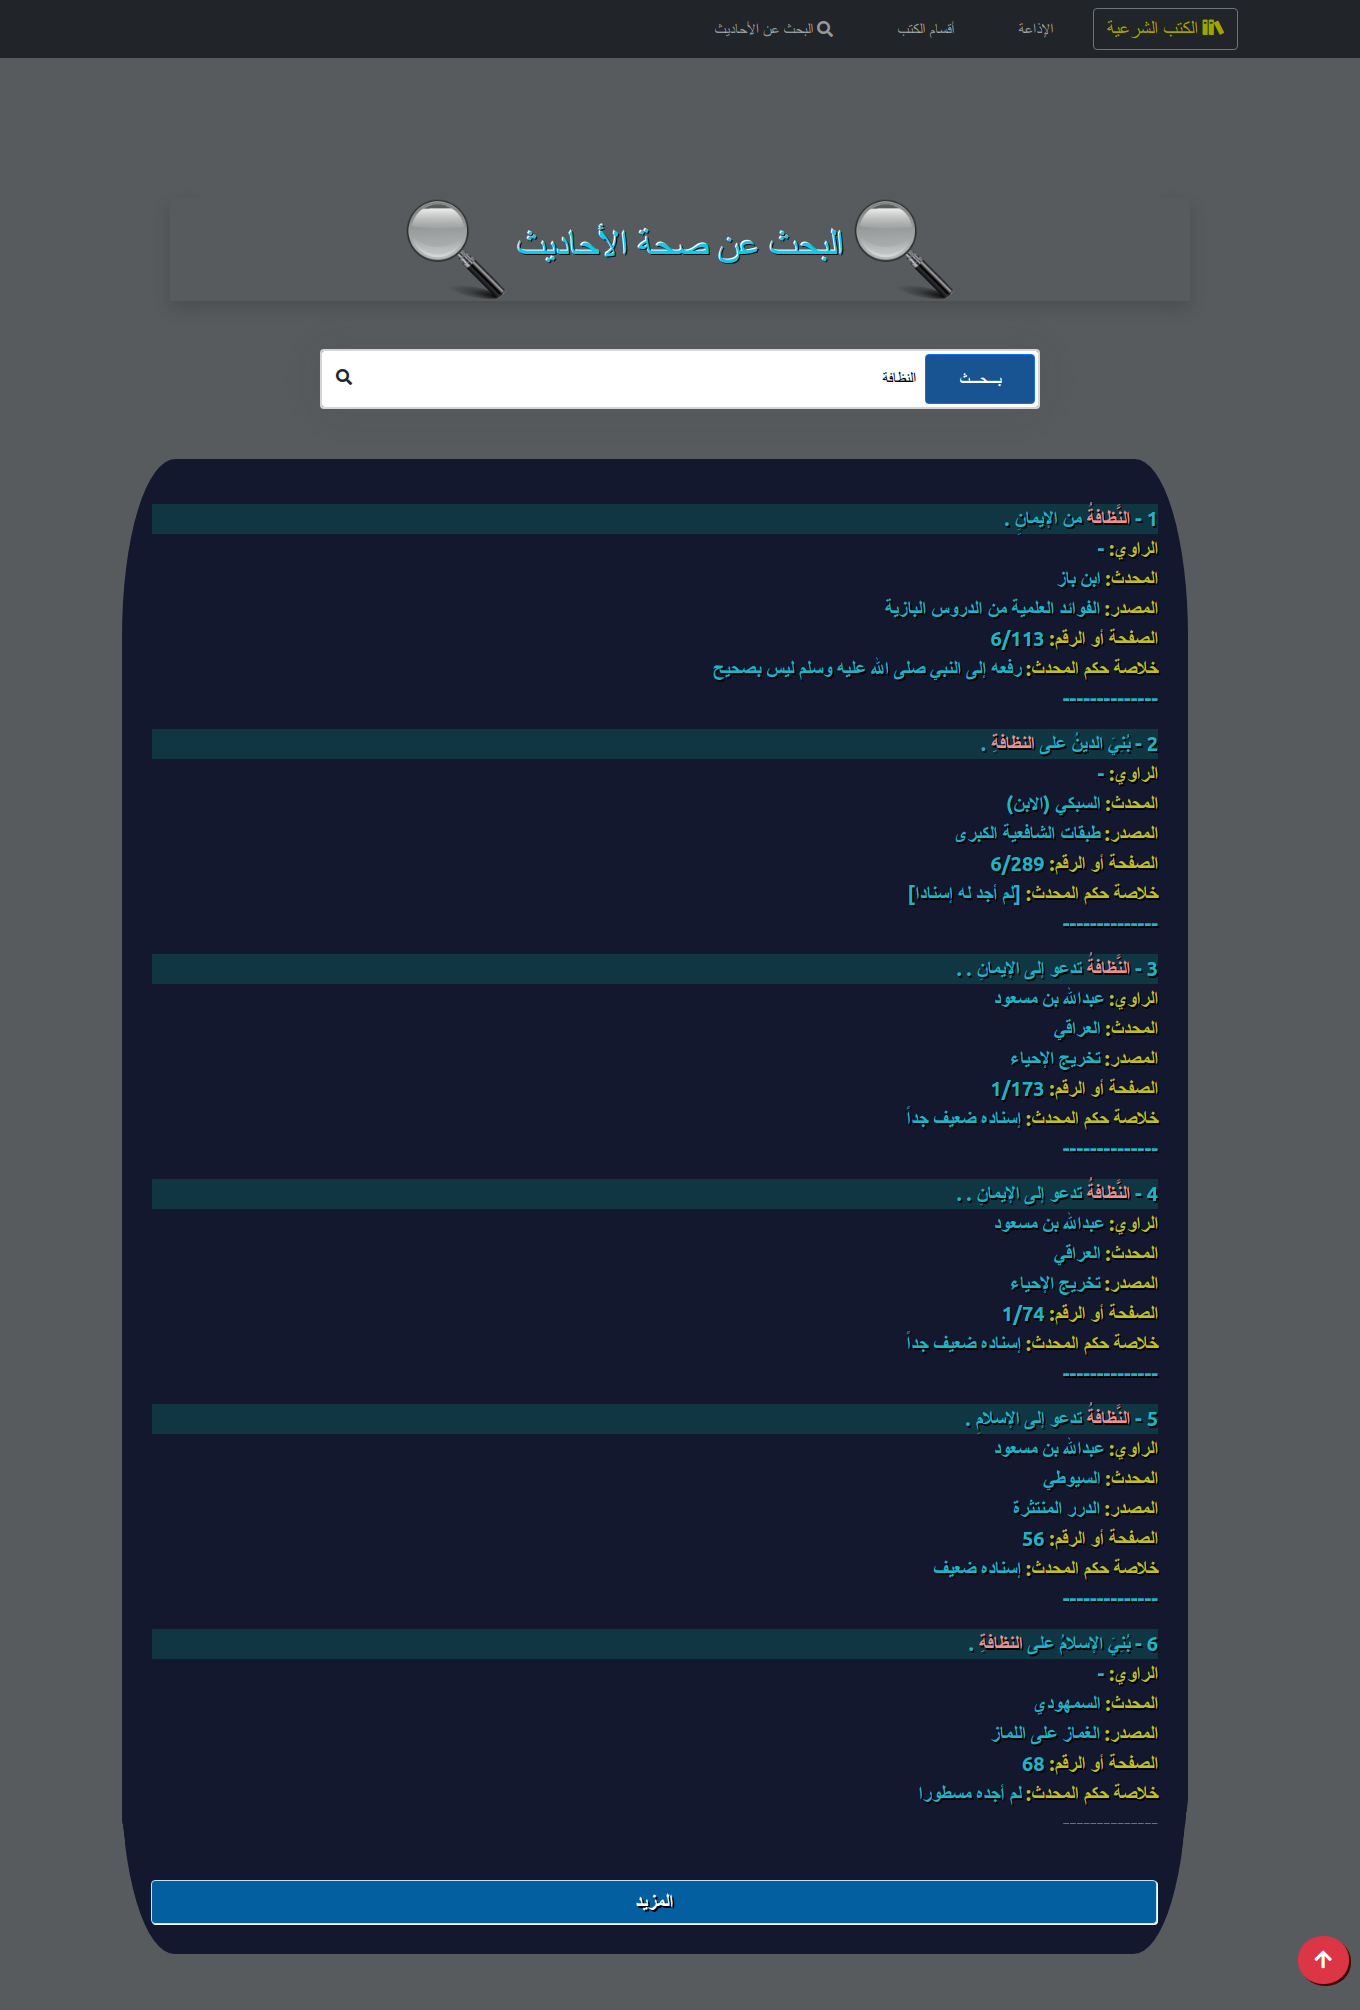 الكتب الشرعية
الإذاعة
أقسام الكتب
البحث عن الأحاديث
البحث عن صحة الأحاديث
بـــحـــث
النظافة
1 - النَّظافةُ من الإيمانِ .
الراوي: -
المحدث: ابن باز
المصدر: الفوائد العلمية من الدروس البازية
الصفحة أو الرقم: 6/113
خلاصة حكم المحدث: رفعه إلى النبي صلى الله عليه وسلم ليس بصحيح
--------------
2 - بُنِيَ الدينُ على النظافةِ .
الراوي: -
المحدث: السبكي (الابن)
المصدر: طبقات الشافعية الكبرى
الصفحة أو الرقم: 6/289
خلاصة حكم المحدث: [لم أجد له إسنادا]
--------------
3 - النَّظافةُ تدعو إلى الإيمانِ . .
الراوي: عبدالله بن مسعود
المحدث: العراقي
المصدر: تخريج الإحياء
الصفحة أو الرقم: 1/173
خلاصة حكم المحدث: إسناده ضعيف جداً
--------------
4 - النَّظافةُ تدعو إلى الإيمانِ . .
الراوي: عبدالله بن مسعود
المحدث: العراقي
المصدر: تخريج الإحياء
الصفحة أو الرقم: 1/74
خلاصة حكم المحدث: إسناده ضعيف جداً
--------------
5 - النَّظافةُ تدعو إلى الإسلامِ .
الراوي: عبدالله بن مسعود
المحدث: السيوطي
المصدر: الدرر المنتثرة
الصفحة أو الرقم: 56
خلاصة حكم المحدث: إسناده ضعيف
--------------
6 - بُنِيَ الإسلامُ على النظافةِ .
الراوي: -
المحدث: السمهودي
المصدر: الغماز على اللماز
الصفحة أو الرقم: 68
خلاصة حكم المحدث: لم أجده مسطورا
--------------
المزيد